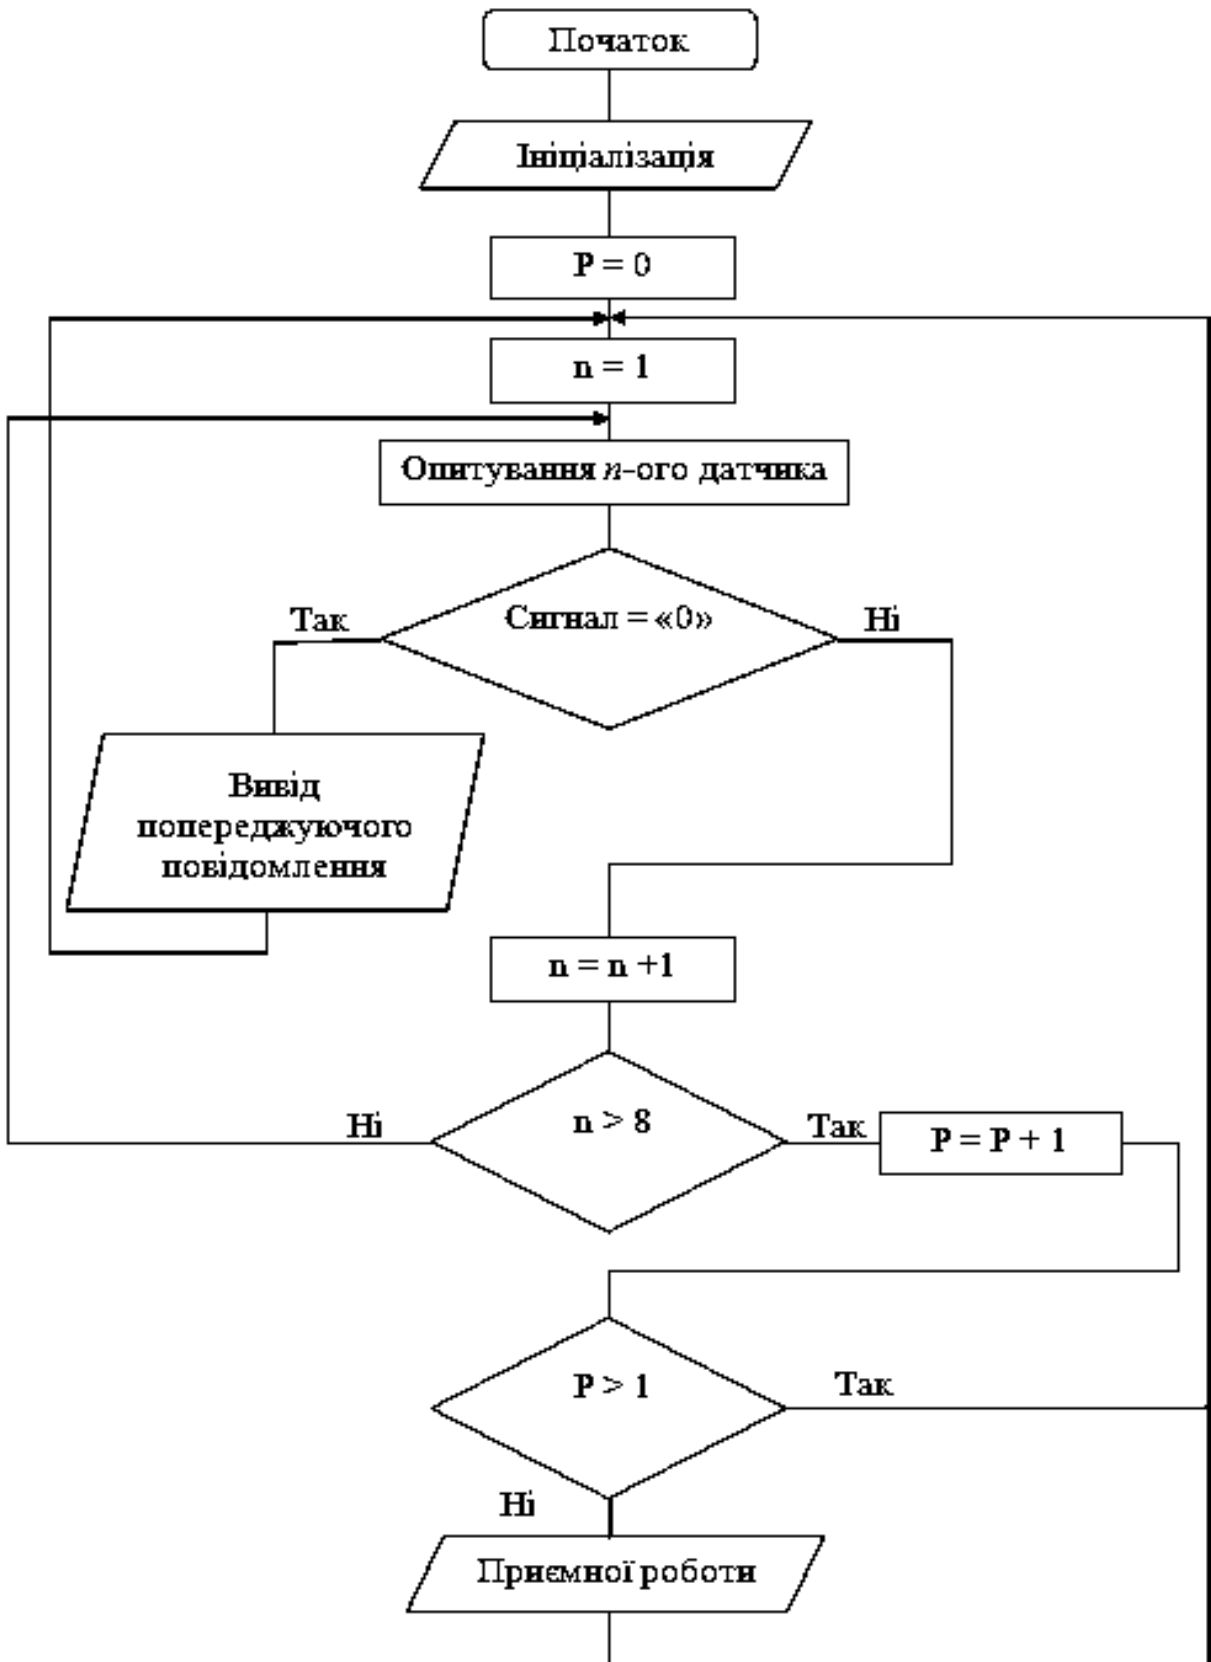 Початок
Ініціалізація
P = 0
n = 1
Опитування n-ого датчика
Так
Сигнал = «0»
Ні
Вивід
попереджуючого
повідомлення
n = n +1
Ні
n > 8
Так
P = P + 1
P > 1
Так
Ні
Приємної роботи